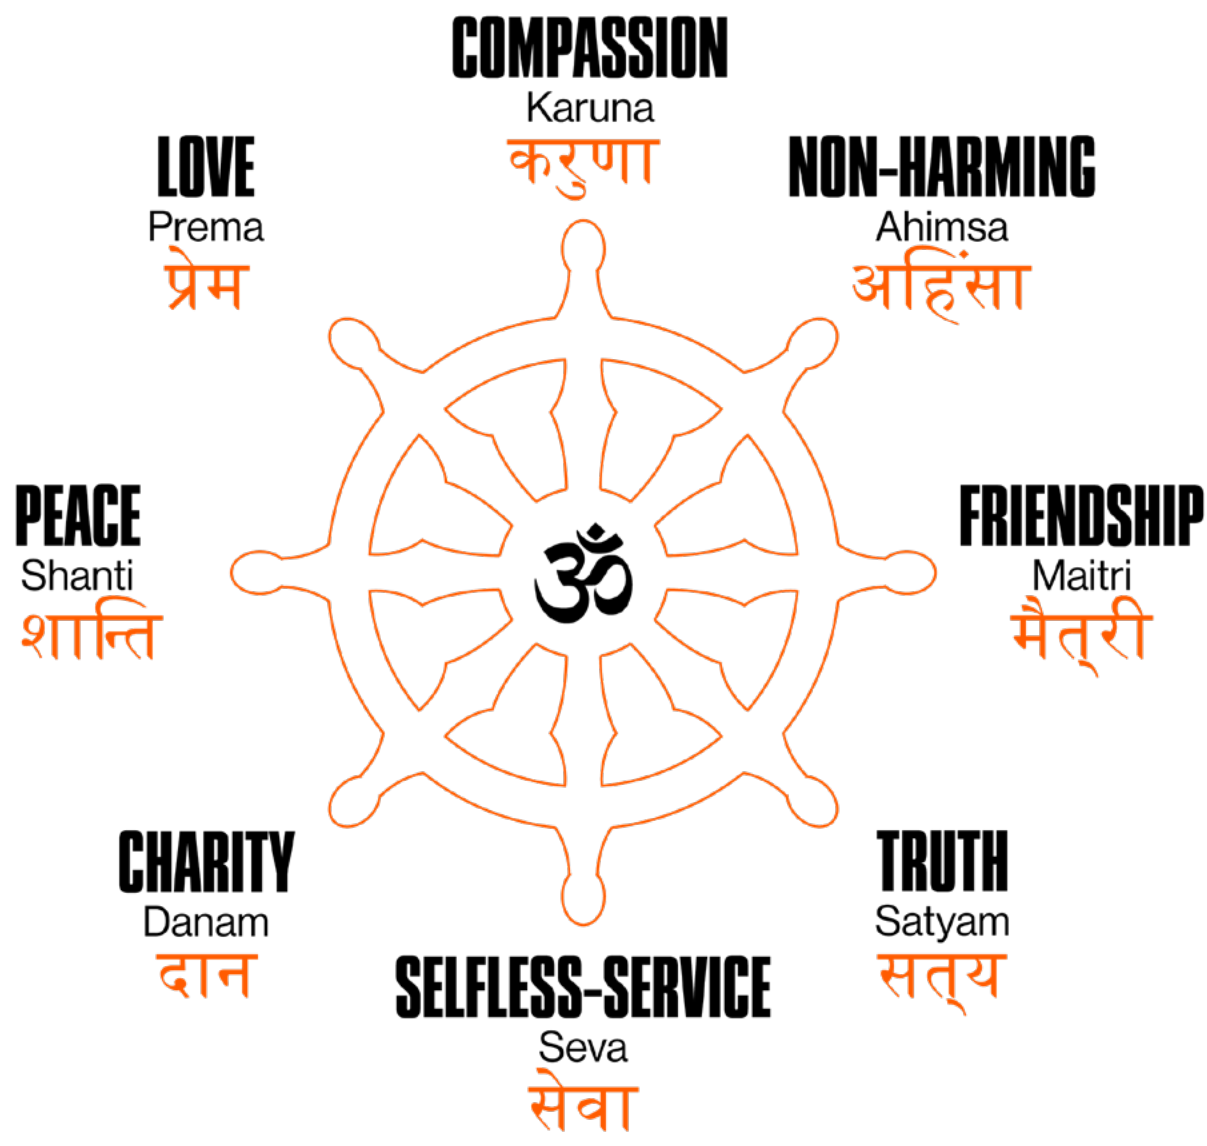 COMPASSION
Karuna
करुणा
LOVE
Prema
प्रेम
NON-HARMING
Ahimsa
अहिंसा
PEACE
Shanti
शान्ति
ॐ
FRIENDSHIP
Maitri
मैत्‌री
CHARITY
Danam
दान
TRUTH
Satyam
सत्‌य
SELFLESS-SERVICE
Seva
सेवा